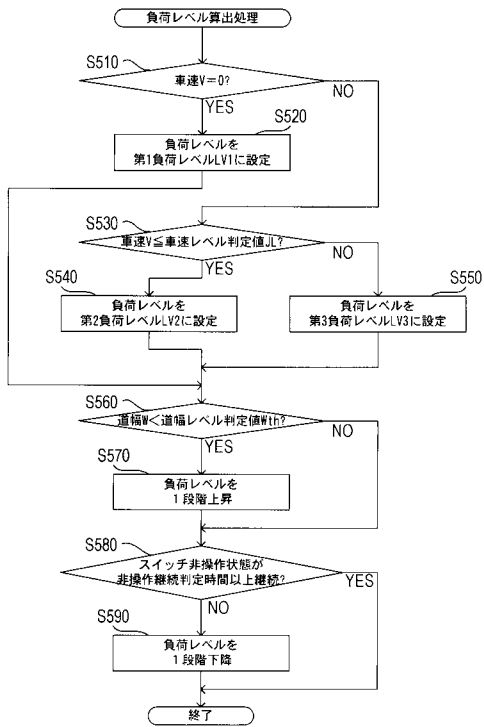 負荷レベル算出処理
S510
車速V=0?
YES
NO
S520
負荷レベルを
第1負荷レベルLV1に設定
S530
車速V≦車速レベル判定値JL?
YES
NO
S540
負荷レベルを
第2負荷レベルLV2に設定
S550
負荷レベルを
第3負荷レベルLV3に設定
S560
道幅W<道幅レベル判定値Wth?
YES
NO
S570
負荷レベルを
1段階上昇
S580
スイッチ非操作状態が
非操作継続判定時間以上継続?
YES
NO
S590
負荷レベルを
1段階下降
終了